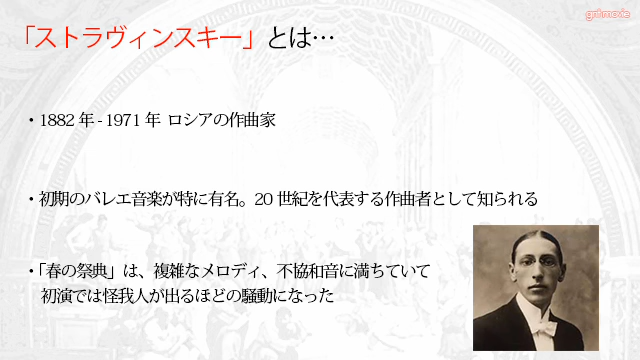 gnt movie
「ストラヴィンスキー」とは…
・1882 年 - 1971 年 ロシアの作曲家
・初期のバレエ音楽が特に有名。20 世紀を代表する作曲者として知られる
・「春の祭典」は、複雑なメロディ、不協和音に満ちていて
初演では怪我人が出るほどの騒動になった